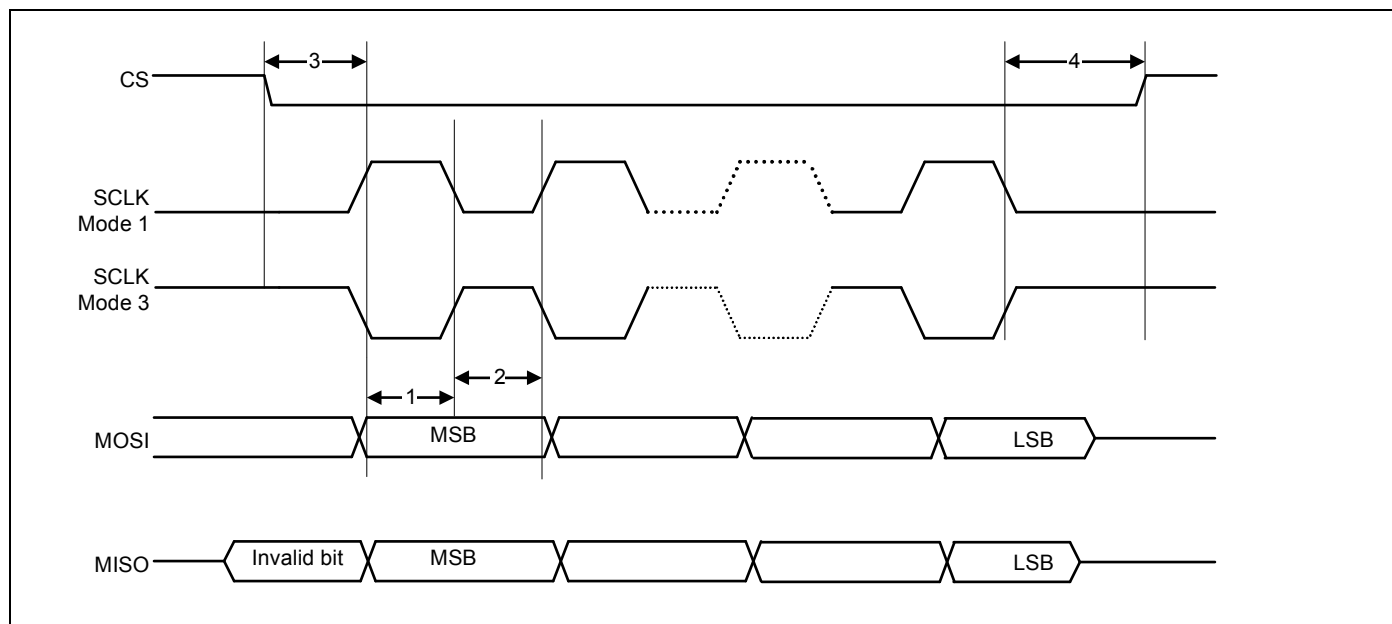 3
4
CS
SCLK
Mode 1
SCLK
Mode 3
2
1
MOSI
MSB
LSB
MISO
Invalid bit
MSB
LSB